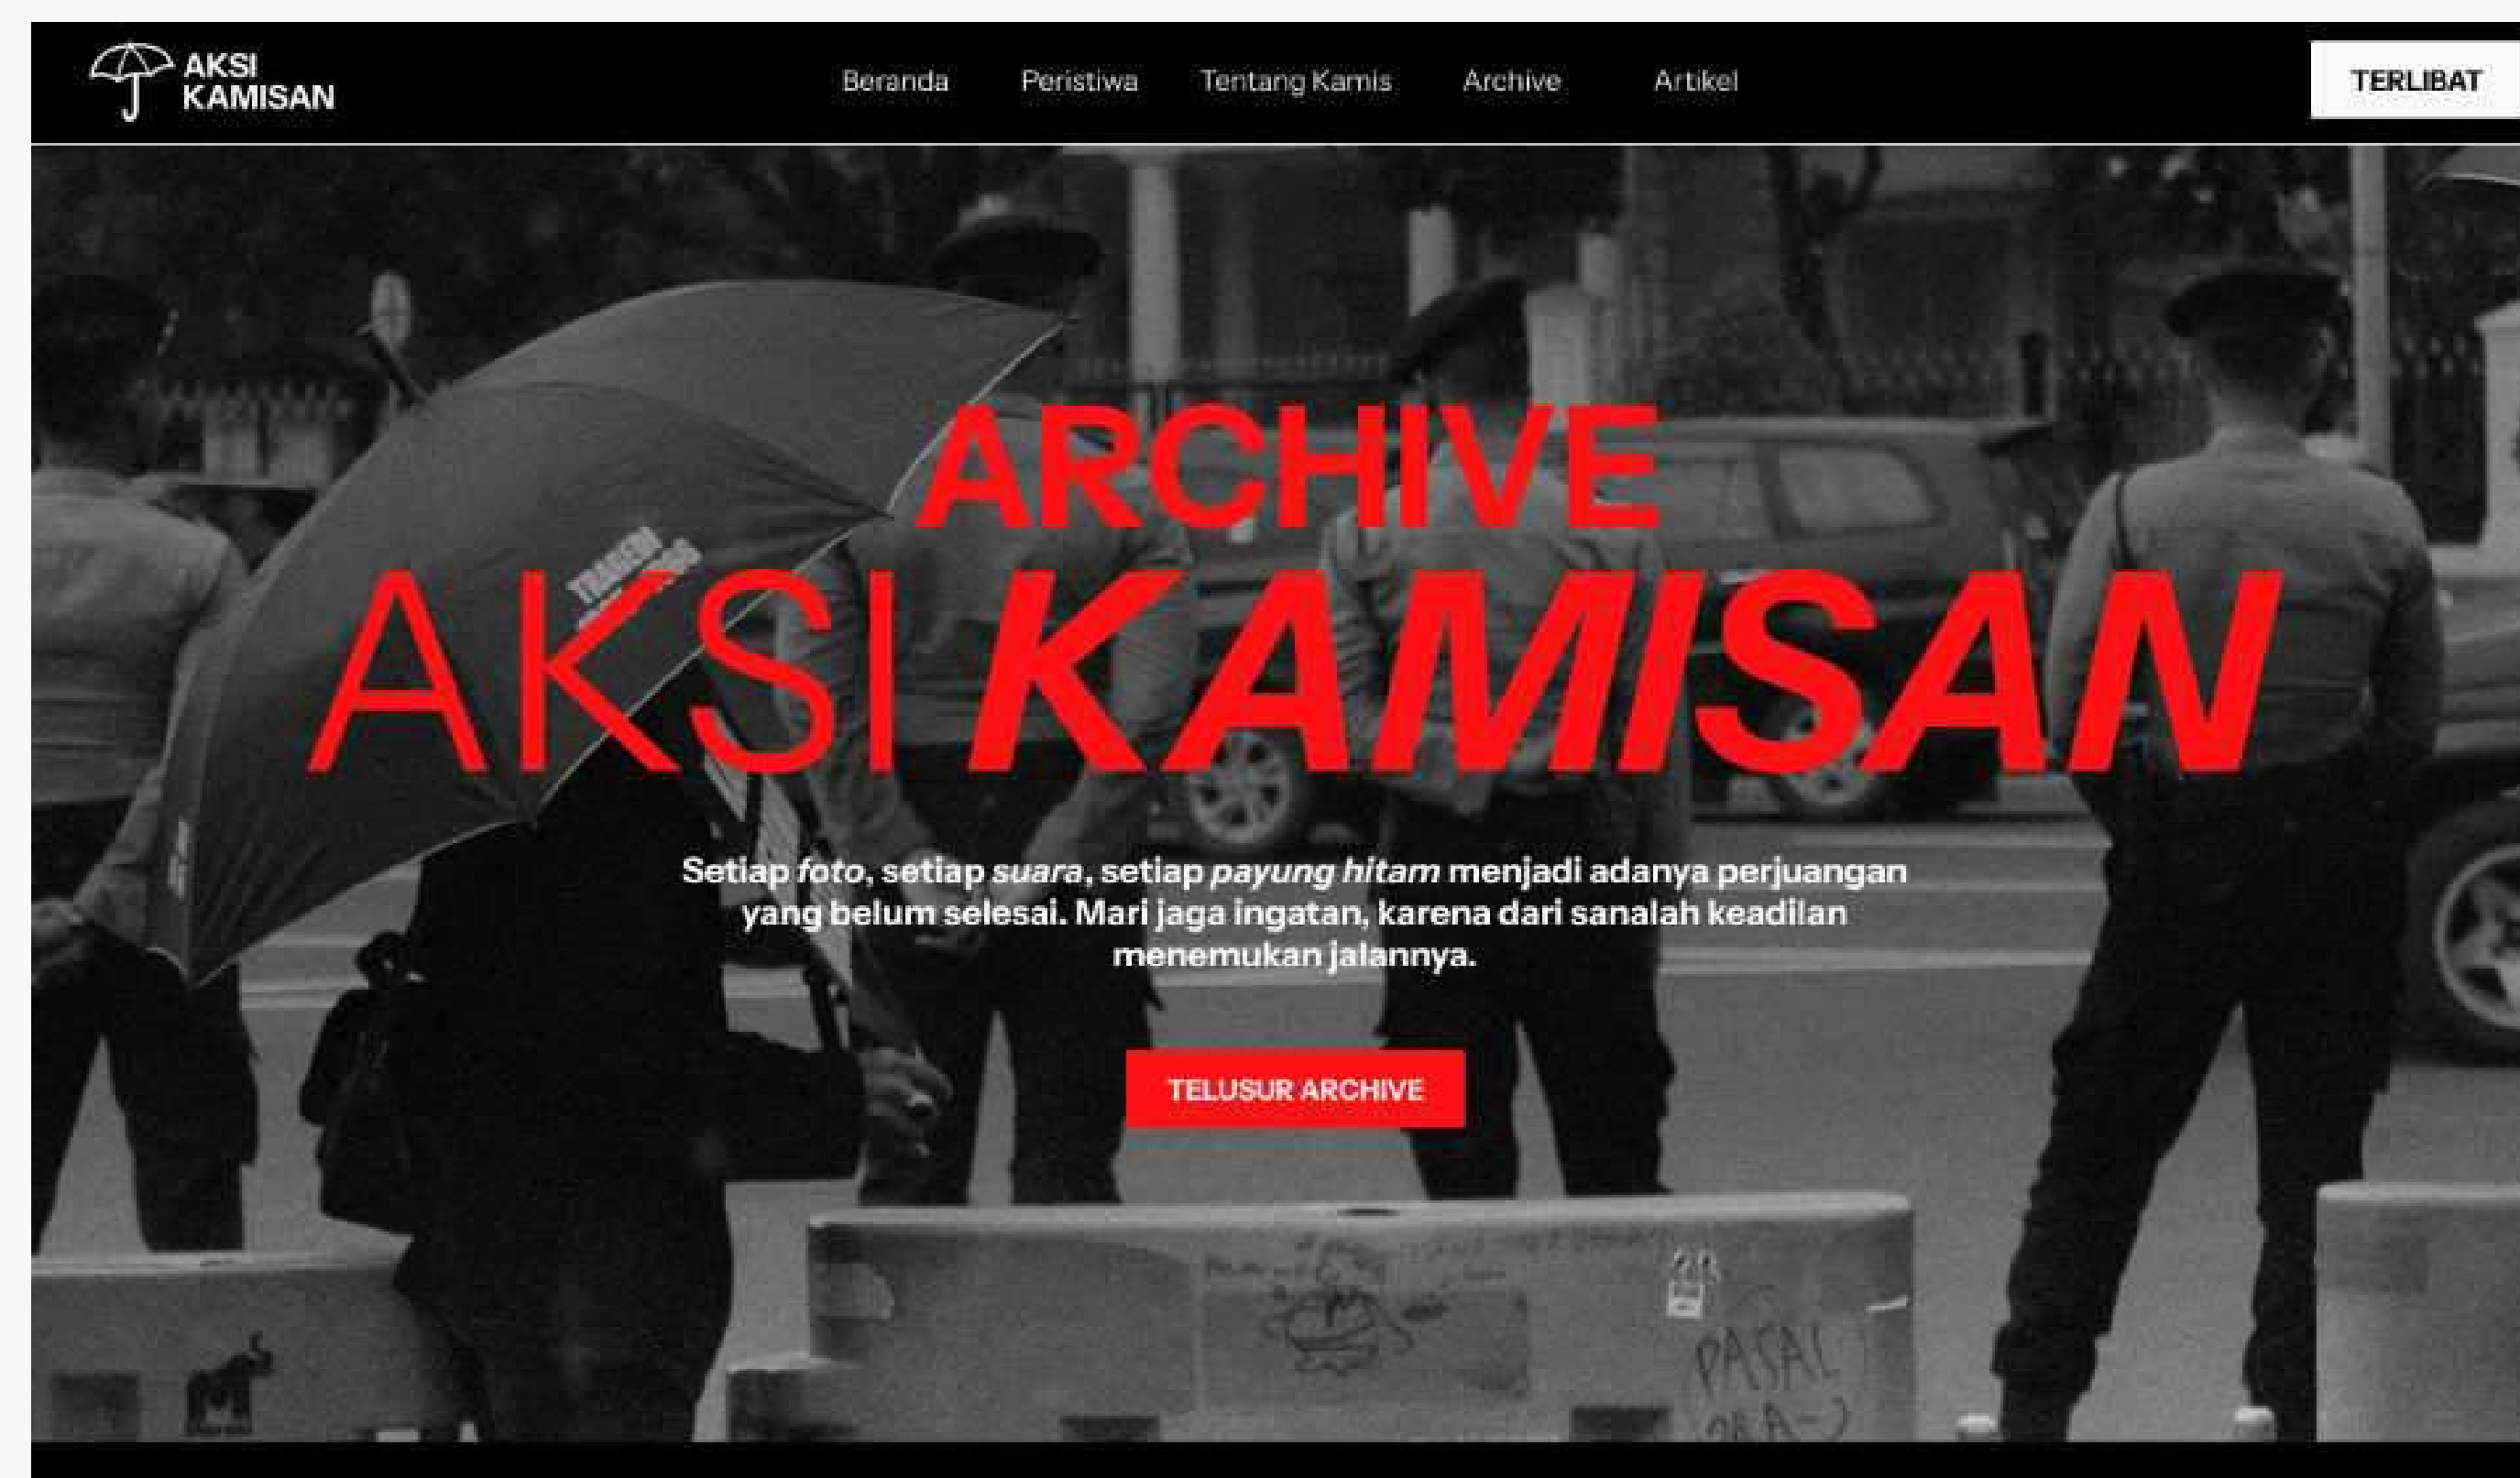 AKSI
KAMISAN
Beranda
Peristiwa
Tentang Kamis
Archive
Artikel
TERLIBAT
ARCHIVE
TRAGEDI
AKSI KAMISAN
Setiap foto, setiap suara, setiap payung hitam menjadi adanya perjuangan
yang belum selesai. Mari jaga ingatan, karena dari sanalah keadilan
menemukan jalannya.
TELUSUR ARCHIVE
PASAL